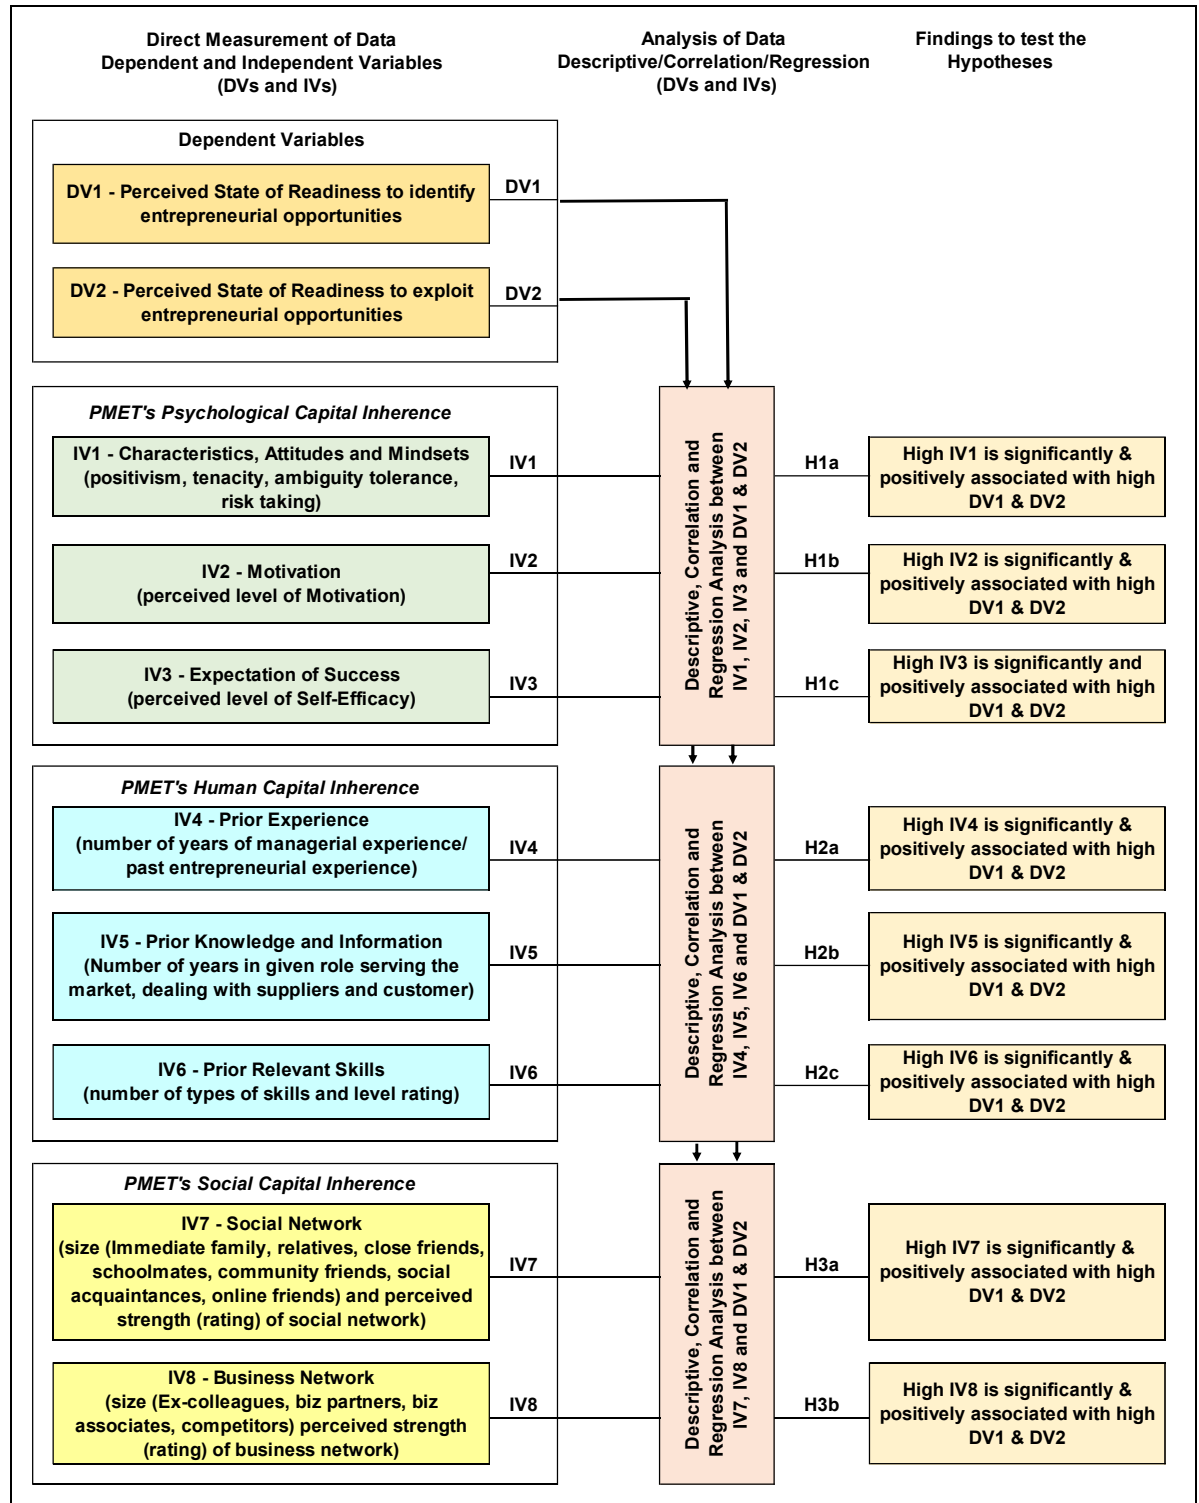 Direct Measurement of Data
Dependent and Independent Variables
(DVs and IVs)
Analysis of Data
Descriptive/Correlation/Regression
(DVs and IVs)
Findings to test the
Hypotheses
Dependent Variables
DV1 - Perceived State of Readiness to identify
entrepreneurial opportunities
DV1
DV2 - Perceived State of Readiness to exploit
entrepreneurial opportunities
DV2
PMET's Psychological Capital Inherence
IV1 - Characteristics, Attitudes and Mindsets
(positivism, tenacity, ambiguity tolerance,
risk taking)
IV1
IV2 - Motivation
(perceived level of Motivation)
IV2
IV3 - Expectation of Success
(perceived level of Self-Efficacy)
IV3
Descriptive, Correlation and
Regression Analysis between
IV1, IV2, IV3 and DV1 & DV2
H1a
High IV1 is significantly &
positively associated with high
DV1 & DV2
H1b
High IV2 is significantly &
positively associated with high
DV1 & DV2
H1c
High IV3 is significantly and
positively associated with high
DV1 & DV2
PMET's Human Capital Inherence
IV4 - Prior Experience
(number of years of managerial experience/
past entrepreneurial experience)
IV4
IV5 - Prior Knowledge and Information
(Number of years in given role serving the
market, dealing with suppliers and customer)
IV5
IV6 - Prior Relevant Skills
(number of types of skills and level rating)
IV6
Descriptive, Correlation and
Regression Analysis between
IV4, IV5, IV6 and DV1 & DV2
H2a
High IV4 is significantly &
positively associated with high
DV1 & DV2
H2b
High IV5 is significantly &
positively associated with high
DV1 & DV2
H2c
High IV6 is significantly &
positively associated with high
DV1 & DV2
PMET's Social Capital Inherence
IV7 - Social Network
(size (Immediate family, relatives, close friends,
schoolmates, community friends, social
acquaintances, online friends) and perceived
strength (rating) of social network)
IV7
IV8 - Business Network
(size (Ex-colleagues, biz partners, biz
associates, competitors) perceived strength
(rating) of business network)
IV8
Descriptive, Correlation and
Regression Analysis between
IV7, IV8 and DV1 & DV2
H3a
High IV7 is significantly &
positively associated with high
DV1 & DV2
H3b
High IV8 is significantly &
positively associated with high
DV1 & DV2